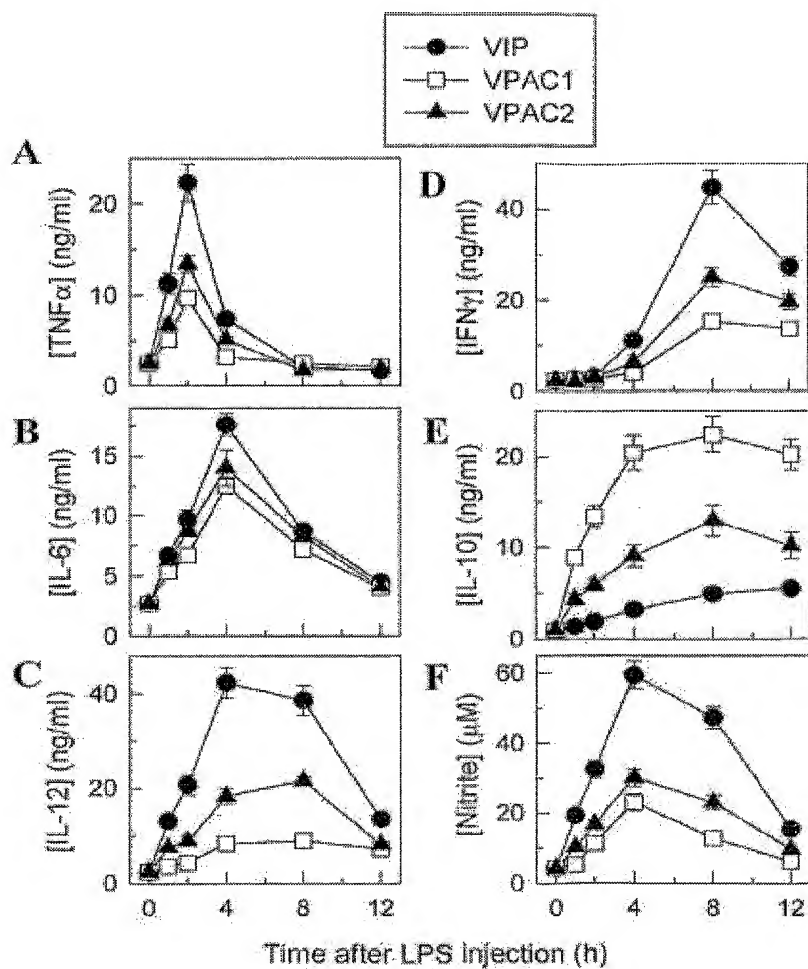 VIP
VPAC1
VPAC2
A
[TNFα] (ng/ml)
20
10
0
B
[IL-6] (ng/ml)
15
10
5
0
C
[IL-12] (ng/ml)
40
20
0
0 4 8 12
D
[IFNγ] (ng/ml)
40
20
0
E
[IL-10] (ng/ml)
20
10
0
F
[Nitrite] (μM)
60
40
20
0
0 4 8 12
Time after LPS Injection (h)